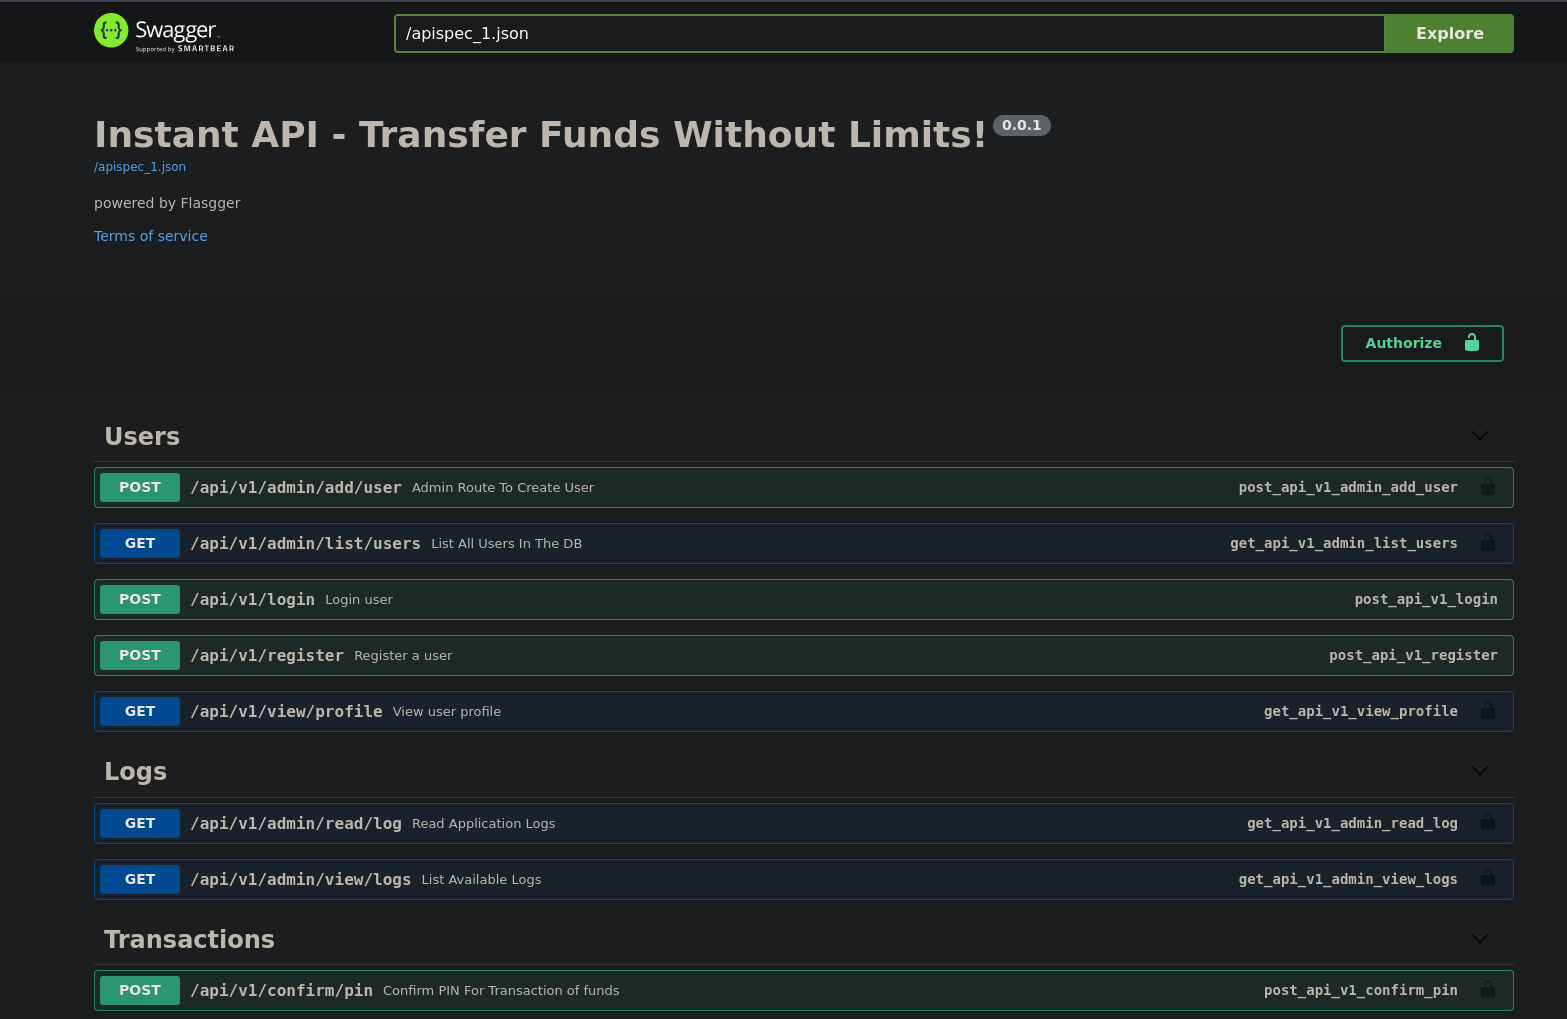 Swagger
Supported by SMARTBEAR
/apispec_1.json
Explore
Instant API - Transfer Funds Without Limits! 0.0.1
/apispec_1.json
powered by Flasgger
Terms of service
Authorize
Users
POST /api/v1/admin/add/user Admin Route To Create User post_api_v1_admin_add_user
GET /api/v1/admin/list/users List All Users In The DB get_api_v1_admin_list_users
POST /api/v1/login Login user post_api_v1_login
POST /api/v1/register Register a user post_api_v1_register
GET /api/v1/view/profile View user profile get_api_v1_view_profile
Logs
GET /api/v1/admin/read/log Read Application Logs get_api_v1_admin_read_log
GET /api/v1/admin/view/logs List Available Logs get_api_v1_admin_view_logs
Transactions
POST /api/v1/confirm/pin Confirm PIN For Transaction of funds post_api_v1_confirm_pin